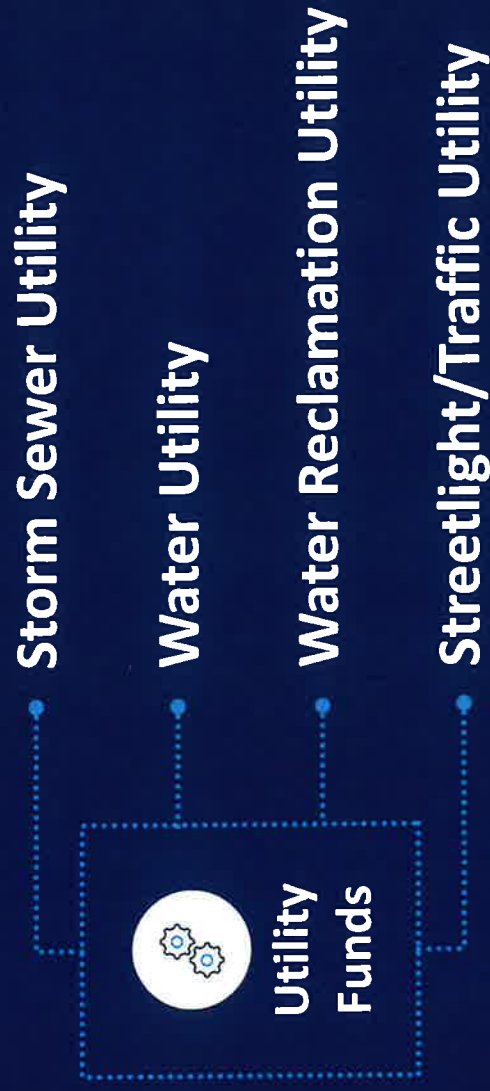 Utility
Funds
Storm Sewer Utility
Water Utility
Water Reclamation Utility
Streetlight/Traffic Utility